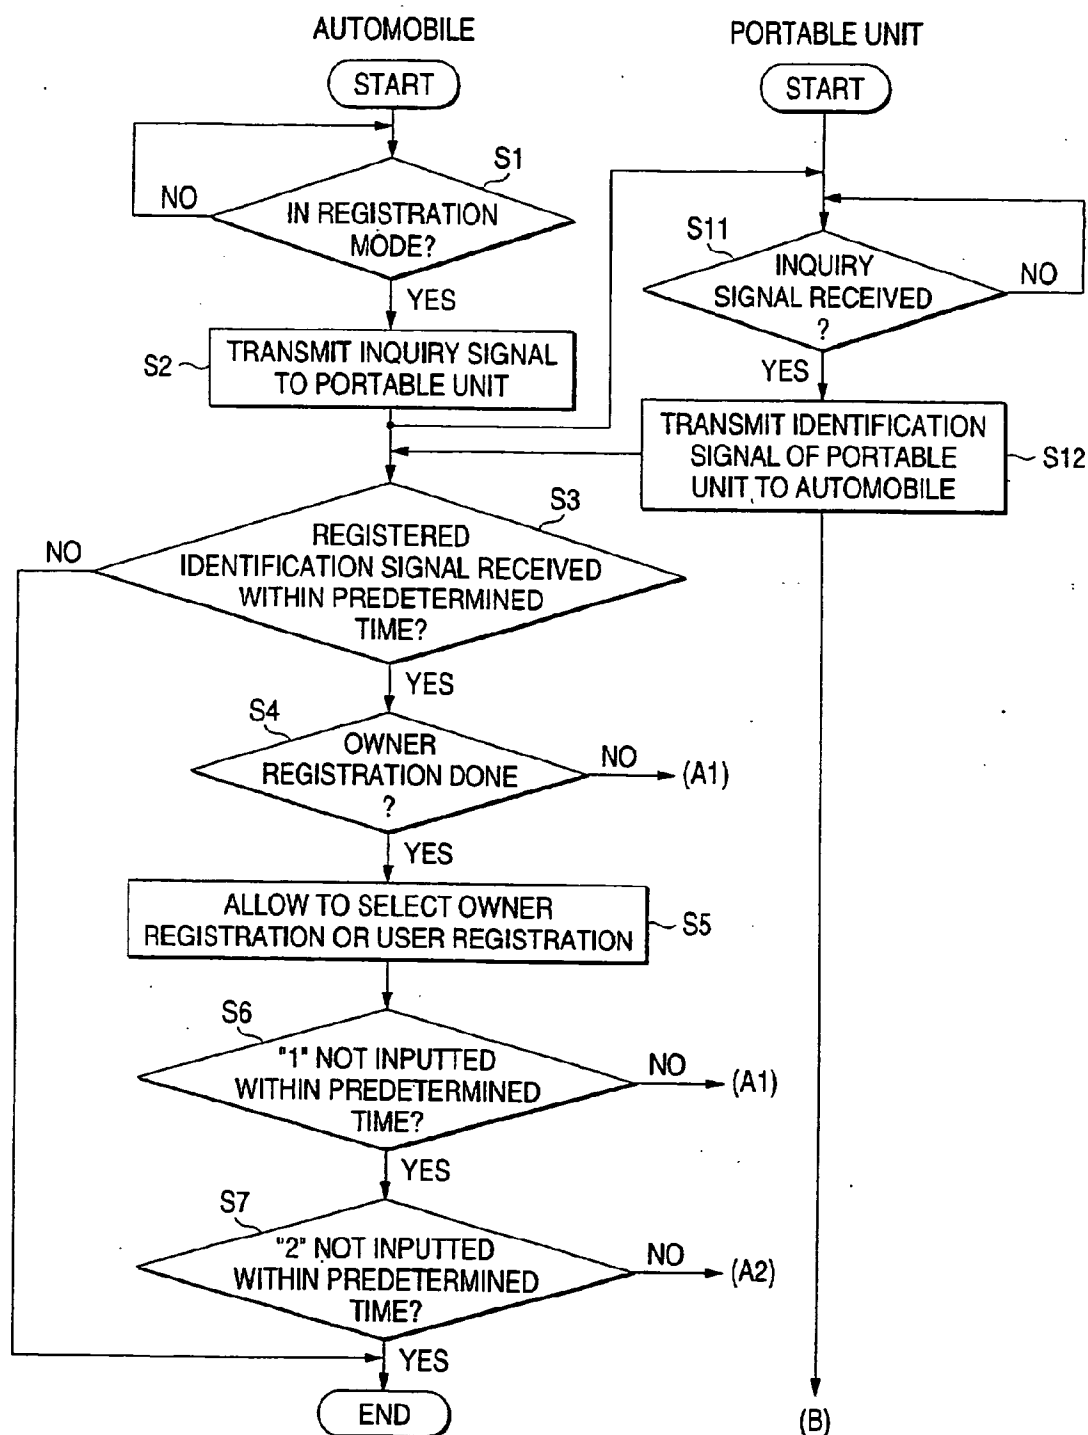 AUTOMOBILE
START
S1
NO
IN REGISTRATION
MODE?
YES
S2
TRANSMIT INQUIRY SIGNAL
TO PORTABLE UNIT
S3
NO
REGISTERED
IDENTIFICATION SIGNAL RECEIVED
WITHIN PREDETERMINED
TIME?
YES
S4
OWNER
REGISTRATION DONE
?
NO
(A1)
YES
ALLOW TO SELECT OWNER
REGISTRATION OR USER REGISTRATION
S5
S6
"1" NOT INPUTTED
WITHIN PREDETERMINED
TIME?
NO
(A1)
YES
S7
"2" NOT INPUTTED
WITHIN PREDETERMINED
TIME?
NO
(A2)
YES
END
PORTABLE UNIT
START
S11
INQUIRY
SIGNAL RECEIVED
?
NO
YES
TRANSMIT IDENTIFICATION
SIGNAL OF PORTABLE
UNIT TO AUTOMOBILE
S12
(B)